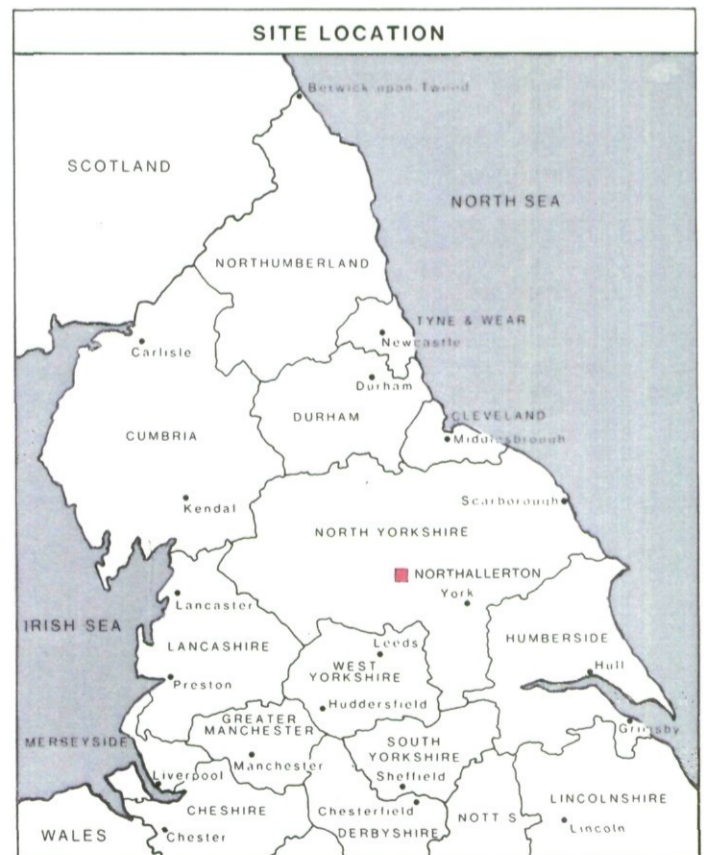 SITE LOCATION
Berwick upon Tweed
SCOTLAND
NORTH SEA
NORTHUMBERLAND
TYNE & WEAR
Newcastle
Carlisle
Durham
DURHAM
CLEVELAND
Middlesbrough
CUMBRIA
Kendal
Scarborough
NORTH YORKSHIRE
NORTHALLERTON
York
Lancaster
IRISH SEA
LANCASHIRE
HUMBERSIDE
Leeds
WEST
YORKSHIRE
Hull
Preston
Huddersfield
GREATER
MANCHESTER
Grimsby
MERSEYSIDE
SOUTH
YORKSHIRE
Manchester
Liverpool
Sheffield
CHESHIRE
Chesterfield
NOTT S
LINCOLNSHIRE
WALES
Chester
DERBYSHIRE
Lincoln